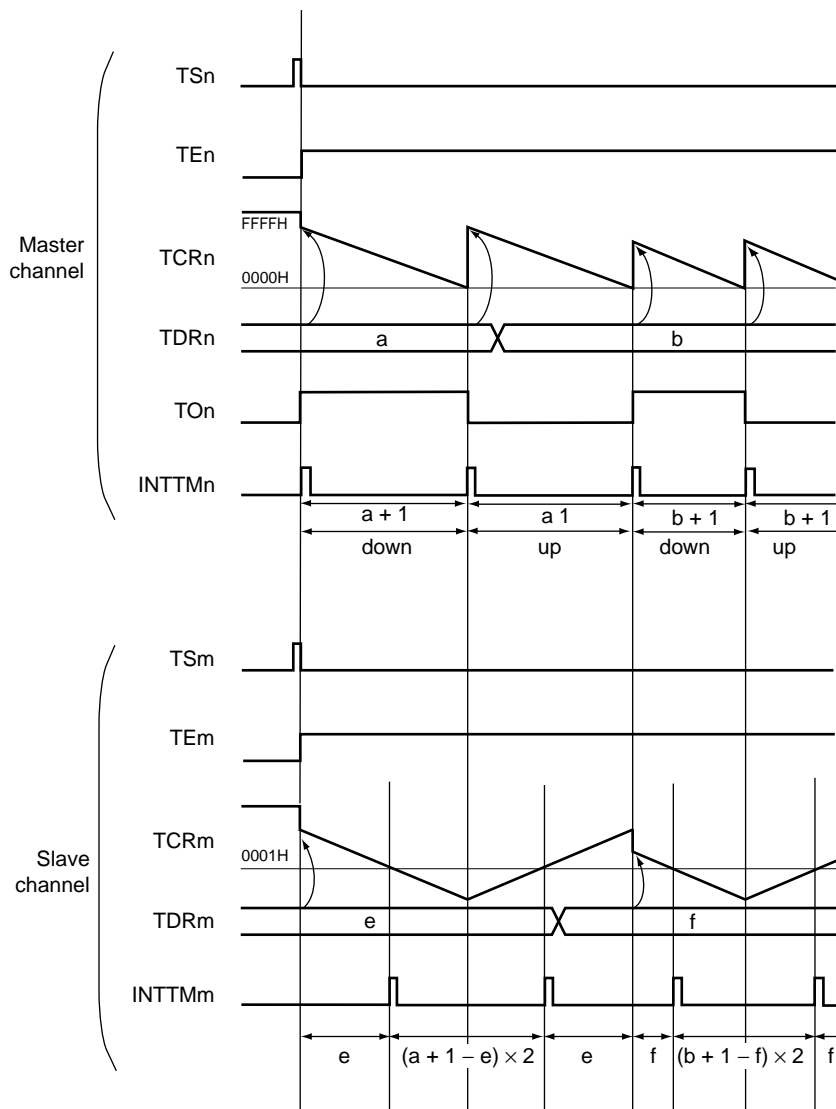 TSn
TEn
FFFFH
Master
channel
TCRn
0000H
TDRn
a
b
TOn
INTTMn
a + 1
a 1
b + 1
b + 1
down
up
down
up
TSm
TEm
TCRm
0001H
Slave
channel
TDRm
e
f
INTTMm
e
(a + 1 − e) × 2
e
f
(b + 1 − f) × 2
f